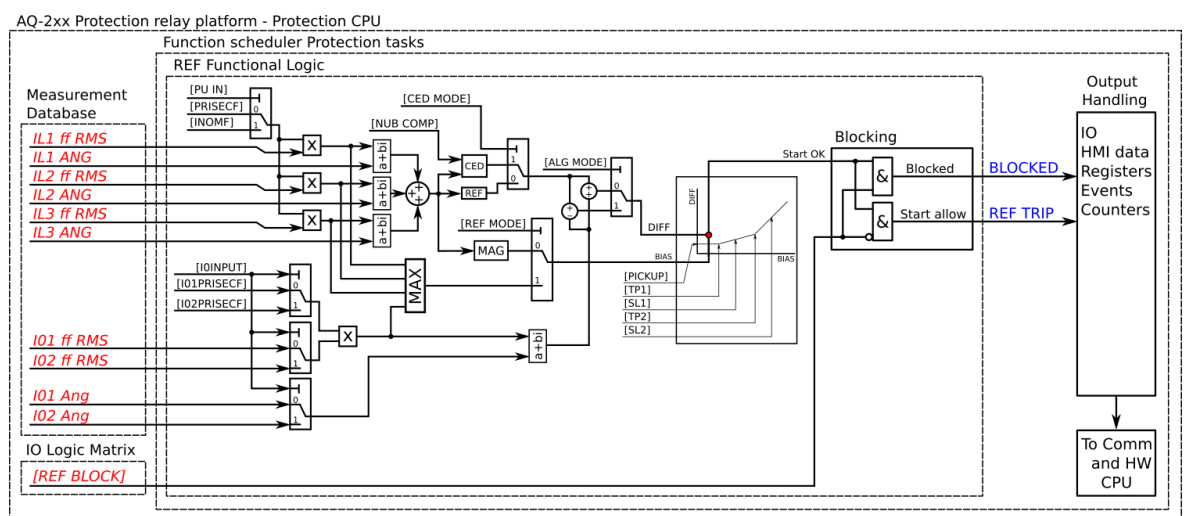 AQ-2xx Protection relay platform - Protection CPU
Function scheduler Protection tasks
REF Functional Logic
Measurement
Database
IL1 ff RMS
IL1 ANG
IL2 ff RMS
IL2 ANG
IL3 ff RMS
IL3 ANG
I01 ff RMS
I02 ff RMS
I01 Ang
I02 Ang
IO Logic Matrix
[REF BLOCK]
[PU IN]
[PRISECF]
[INOMF]
0
1
X
X
X
a+bi
a+bi
a+bi
+
+
+
[CED MODE]
[NUB COMP]
CED
REF
1
0
[ALG MODE]
+
+
+
-
0
1
[REF MODE]
MAG
0
1
MAX
[I0INPUT]
[I01PRISECF]
[I02PRISECF]
0
1
0
1
X
0
1
a+bi
DIFF
BIAS
DIFF
BIAS
[PICKUP]
[TP1]
[SL1]
[TP2]
[SL2]
Start OK
Blocking
&
Blocked
&
Start allow
BLOCKED
REF TRIP
Output
Handling
IO
HMI data
Registers
Events
Counters
To Comm
and HW
CPU